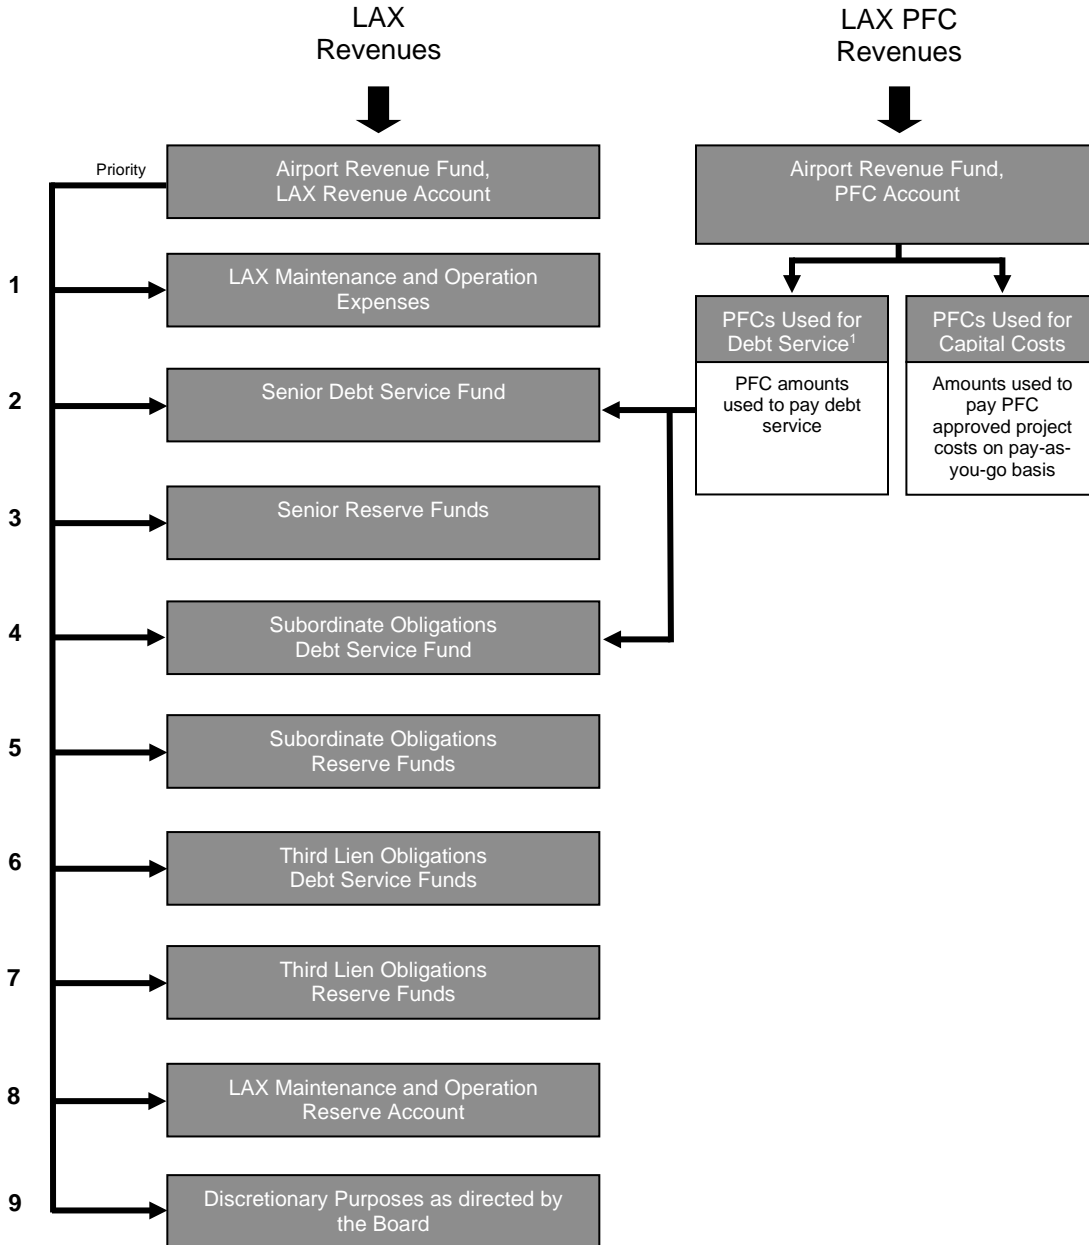 LAX
Revenues
LAX PFC
Revenues
Priority
Airport Revenue Fund,
LAX Revenue Account
Airport Revenue Fund,
PFC Account
1
LAX Maintenance and Operation
Expenses
PFCs Used for
Debt Service¹
PFC amounts
used to pay debt
service
PFCs Used for
Capital Costs
Amounts used to
pay PFC
approved project
costs on pay-as-
you-go basis
2
Senior Debt Service Fund
3
Senior Reserve Funds
4
Subordinate Obligations
Debt Service Fund
5
Subordinate Obligations
Reserve Funds
6
Third Lien Obligations
Debt Service Funds
7
Third Lien Obligations
Reserve Funds
8
LAX Maintenance and Operation
Reserve Account
9
Discretionary Purposes as directed by
the Board